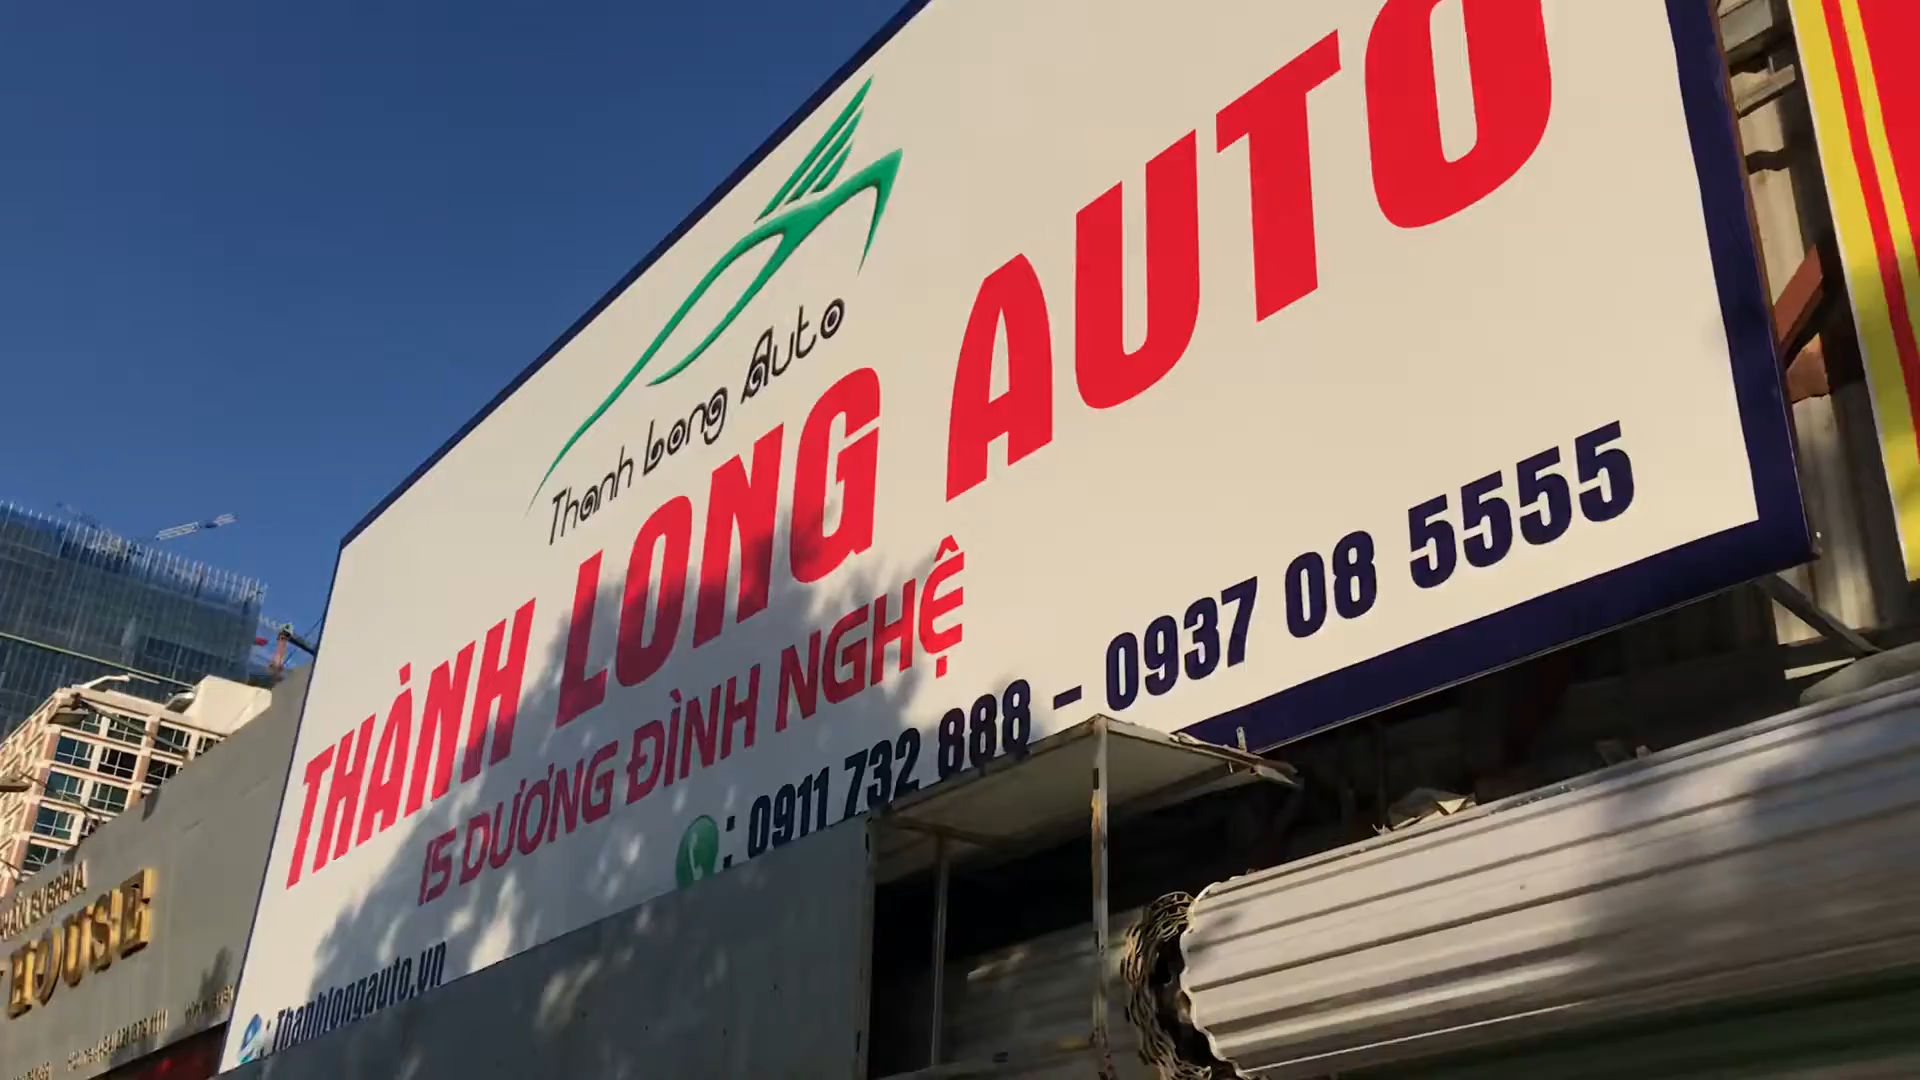 Thanh Long Auto
THÀNH LONG AUTO
15 DƯƠNG ĐÌNH NGHỆ
: 0911 732 888 - 0937 08 5555
: Thanhlongauto.vn
HOUSE